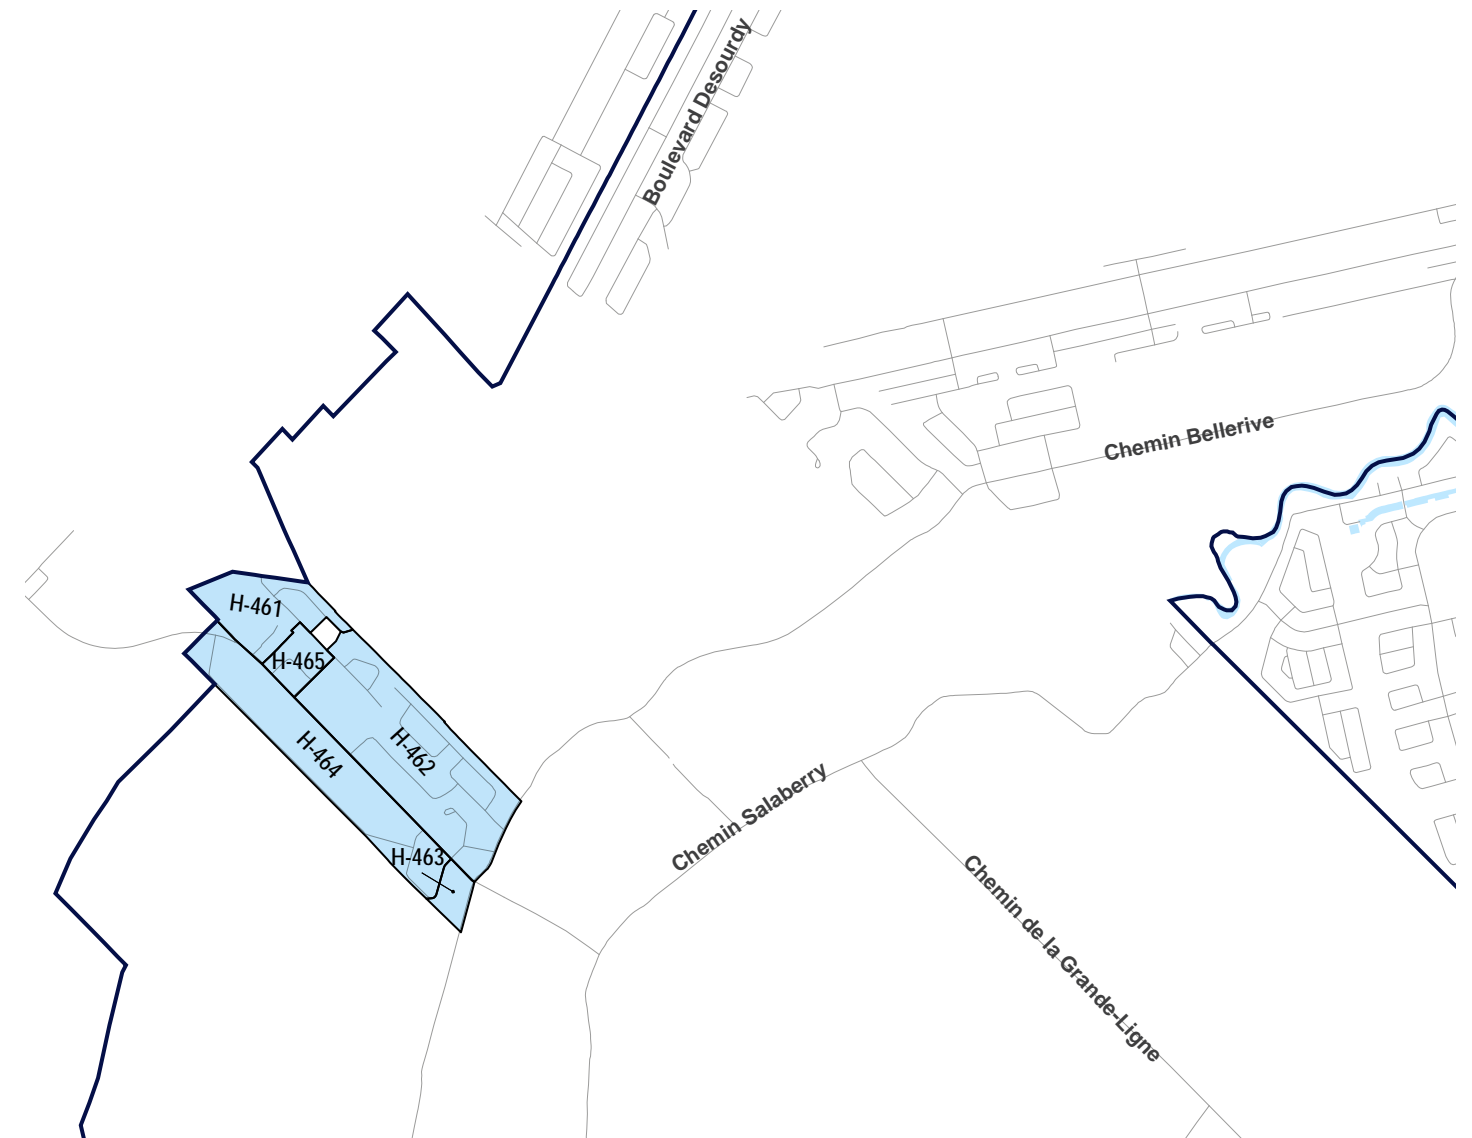 Boulevard Desourdy
Chemin Bellerive
H-461
H-465
H-464
H-462
H-463
Chemin Salaberry
Chemin de la Grande-Ligne